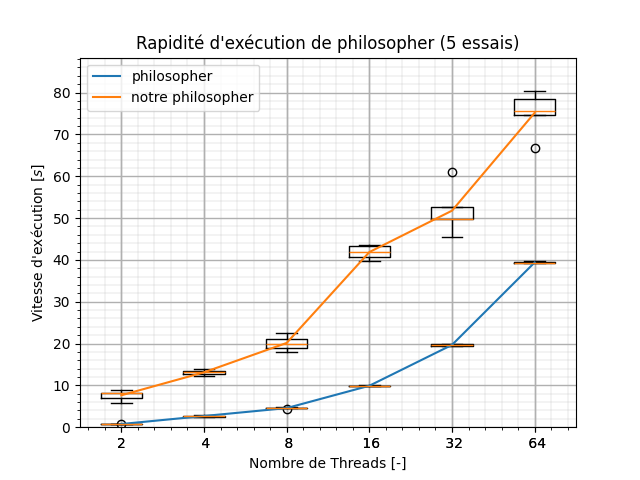 Rapidité d'exécution de philosopher (5 essais)
philosopher
notre philosopher
Vitesse d'exécution [s]
80
70
60
50
40
30
20
10
0
2 4 8 16 32 64
Nombre de Threads [-]